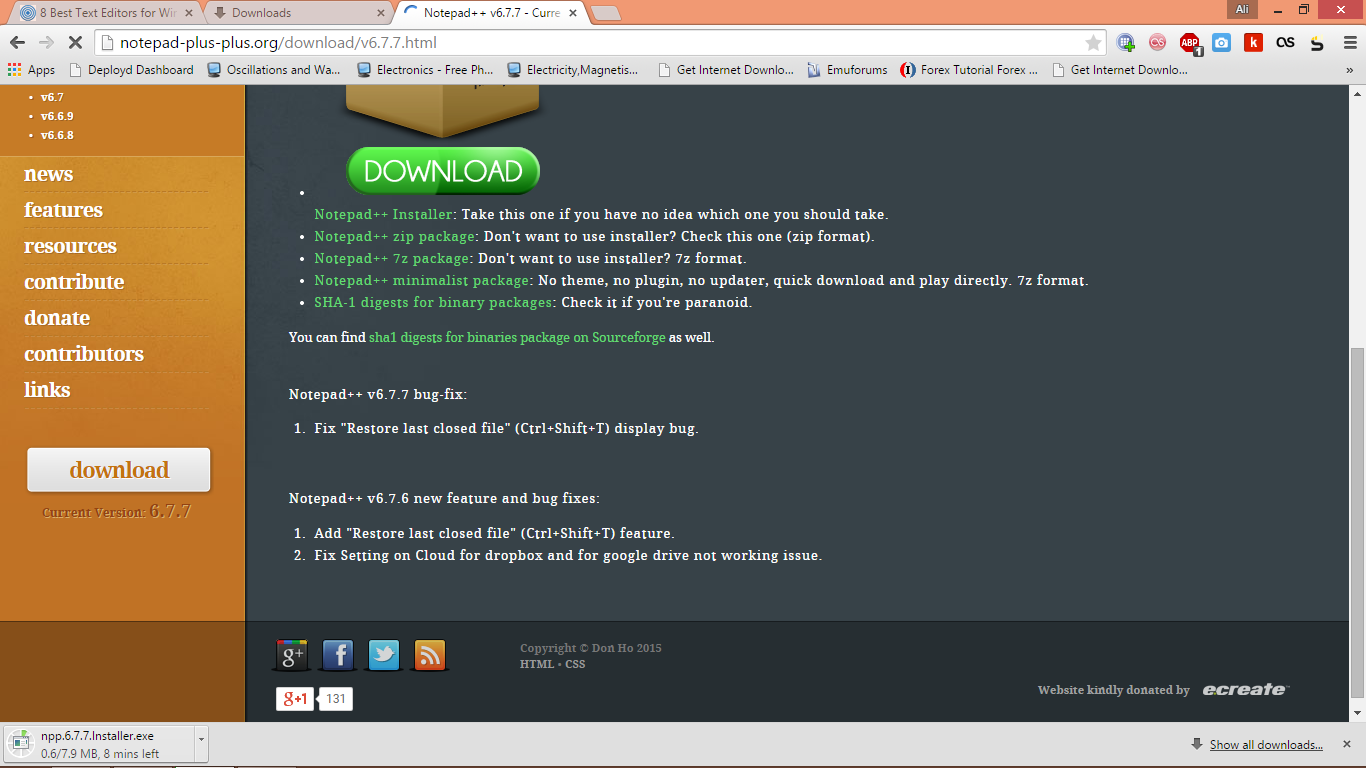 8 Best Text Editors for Win
Downloads
Notepad++ v6.7.7 - Curre
Ali
notepad-plus-plus.org/download/v6.7.7.html
ABP
1
k
Apps
Deployd Dashboard
Oscillations and Wa...
Electronics - Free Ph...
Electricity,Magnetis...
Get Internet Downlo...
Emuforums
Forex Tutorial Forex ...
Get Internet Downlo...
»
• v6.7
• v6.6.9
• v6.6.8
news
features
resources
contribute
donate
contributors
links
download
Current Version: 6.7.7
DOWNLOAD
• Notepad++ Installer: Take this one if you have no idea which one you should take.
• Notepad++ zip package: Don't want to use installer? Check this one (zip format).
• Notepad++ 7z package: Don't want to use installer? 7z format.
• Notepad++ minimalist package: No theme, no plugin, no updater, quick download and play directly. 7z format.
• SHA-1 digests for binary packages: Check it if you're paranoid.
You can find sha1 digests for binaries package on Sourceforge as well.
Notepad++ v6.7.7 bug-fix:
1. Fix "Restore last closed file" (Ctrl+Shift+T) display bug.
Notepad++ v6.7.6 new feature and bug fixes:
1. Add "Restore last closed file" (Ctrl+Shift+T) feature.
2. Fix Setting on Cloud for dropbox and for google drive not working issue.
g+
f
g+1
131
Copyright © Don Ho 2015
HTML • CSS
Website kindly donated by ecreate™
npp.6.7.7.Installer.exe
0.6/7.9 MB, 8 mins left
Show all downloads...